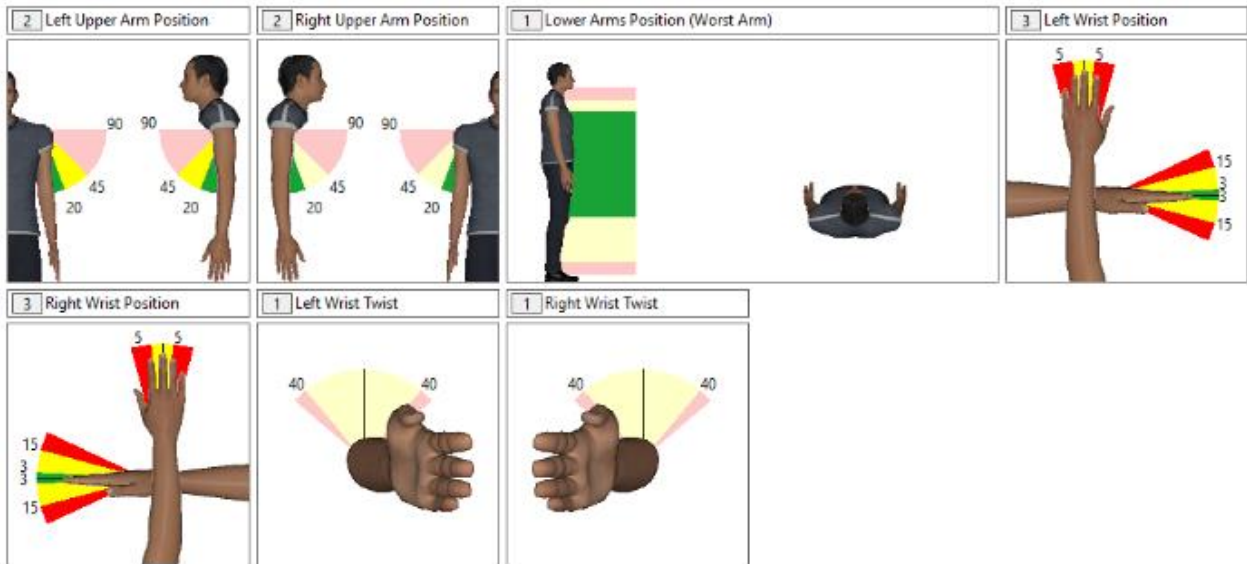 2 Left Upper Arm Position
90 90
45 45
20 20
2 Right Upper Arm Position
90 90
45 45
20 20
1 Lower Arms Position (Worst Arm)
3 Left Wrist Position
5 5
15
3
3
15
3 Right Wrist Position
5 5
15
3
3
15
1 Left Wrist Twist
40 40
1 Right Wrist Twist
40 40